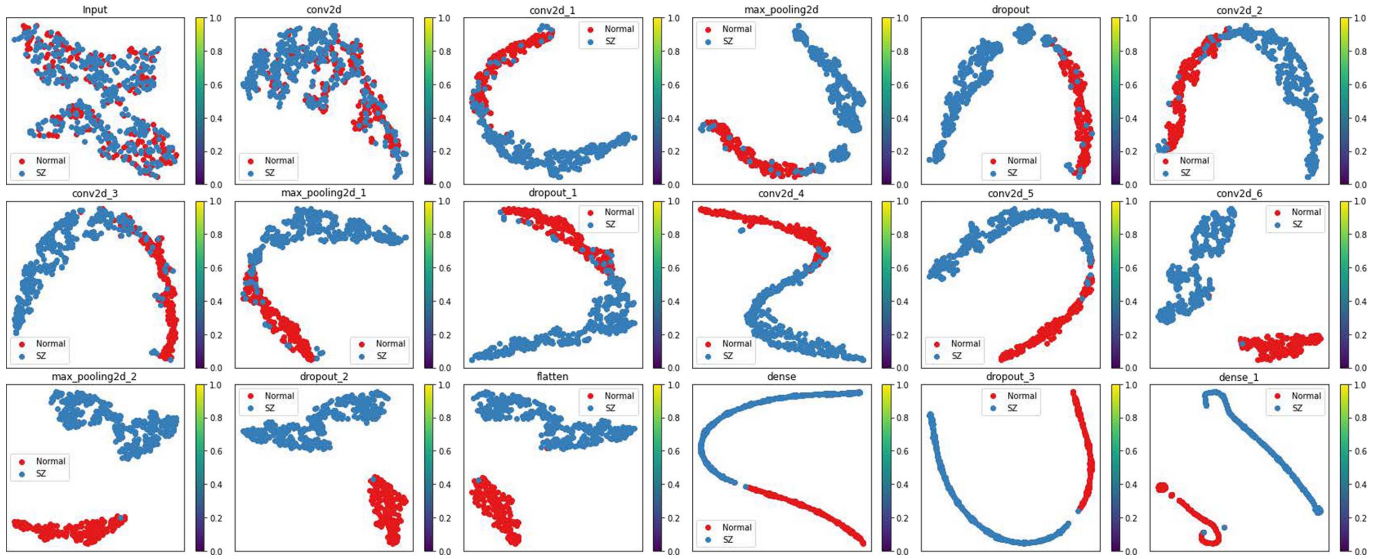 Input
1.0
0.8
0.6
0.4
0.2
0.0
Normal
SZ
conv2d
1.0
0.8
0.6
0.4
0.2
0.0
Normal
SZ
conv2d_1
1.0
0.8
0.6
0.4
0.2
0.0
Normal
SZ
max_pooling2d
1.0
0.8
0.6
0.4
0.2
0.0
Normal
SZ
dropout
1.0
0.8
0.6
0.4
0.2
0.0
Normal
SZ
conv2d_2
1.0
0.8
0.6
0.4
0.2
0.0
Normal
SZ
conv2d_3
1.0
0.8
0.6
0.4
0.2
0.0
Normal
SZ
max_pooling2d_1
1.0
0.8
0.6
0.4
0.2
0.0
Normal
SZ
dropout_1
1.0
0.8
0.6
0.4
0.2
0.0
Normal
SZ
conv2d_4
1.0
0.8
0.6
0.4
0.2
0.0
Normal
SZ
conv2d_5
1.0
0.8
0.6
0.4
0.2
0.0
Normal
SZ
conv2d_6
1.0
0.8
0.6
0.4
0.2
0.0
Normal
SZ
max_pooling2d_2
1.0
0.8
0.6
0.4
0.2
0.0
Normal
SZ
dropout_2
1.0
0.8
0.6
0.4
0.2
0.0
Normal
SZ
flatten
1.0
0.8
0.6
0.4
0.2
0.0
Normal
SZ
dense
1.0
0.8
0.6
0.4
0.2
0.0
Normal
SZ
dropout_3
1.0
0.8
0.6
0.4
0.2
0.0
Normal
SZ
dense_1
1.0
0.8
0.6
0.4
0.2
0.0
Normal
SZ